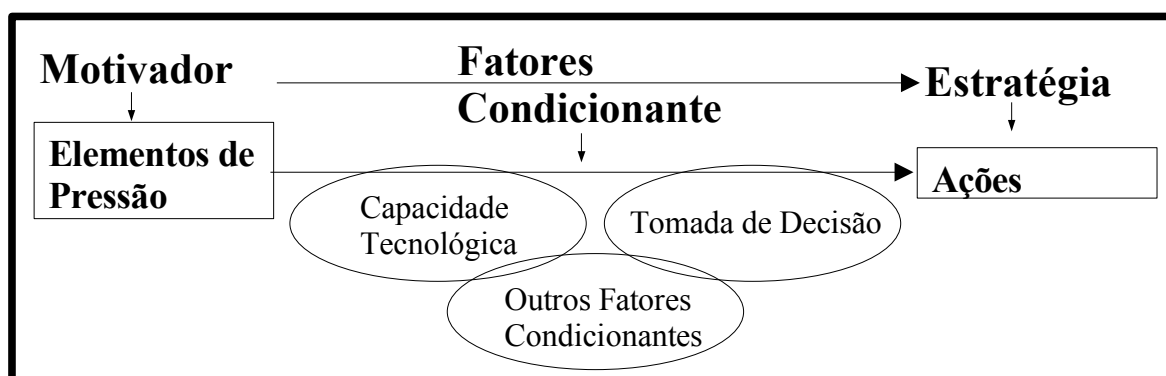 Motivador
Fatores
Condicionante
Estratégia
Elementos de
Pressão
Ações
Capacidade
Tecnológica
Tomada de Decisão
Outros Fatores
Condicionantes